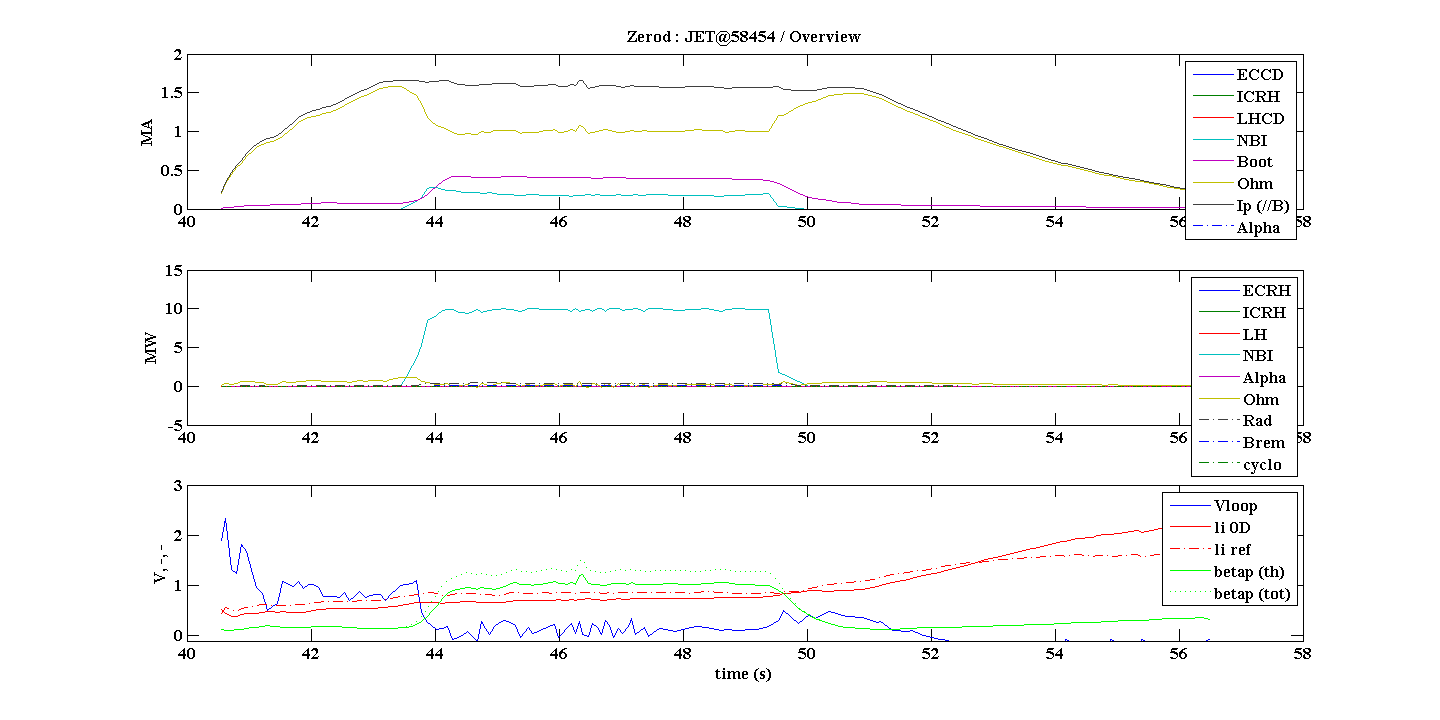 Zerod : JET@58454 / Overview
2
1.5
1
0.5
0
MA
40
42
44
46
48
50
52
54
56
58
ECCD
ICRH
LHCD
NBI
Boot
Ohm
Ip (//B)
Alpha
15
10
5
0
-5
MW
40
42
44
46
48
50
52
54
56
58
ECRH
ICRH
LH
NBI
Alpha
Ohm
Rad
Brem
cyclo
3
2
1
0
V, -, -
40
42
44
46
48
50
52
54
56
58
time (s)
Vloop
li 0D
li ref
betap (th)
betap (tot)